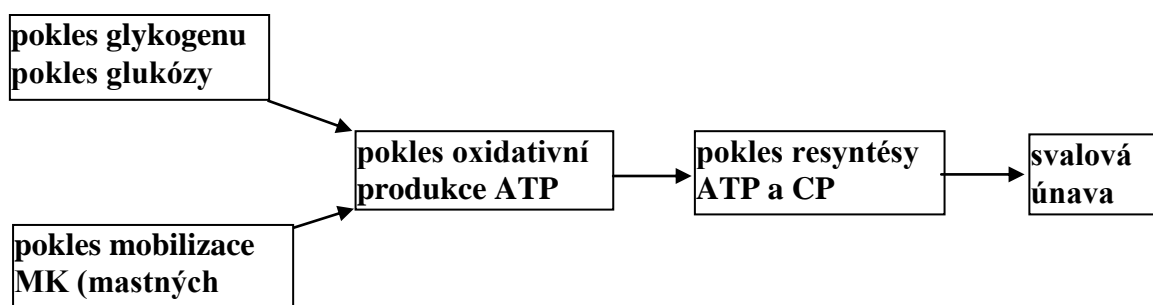 pokles glykogenu
pokles glukózy
pokles oxidativní
produkce ATP
pokles resyntésy
ATP a CP
svalová
únava
pokles mobilizace
MK (mastných